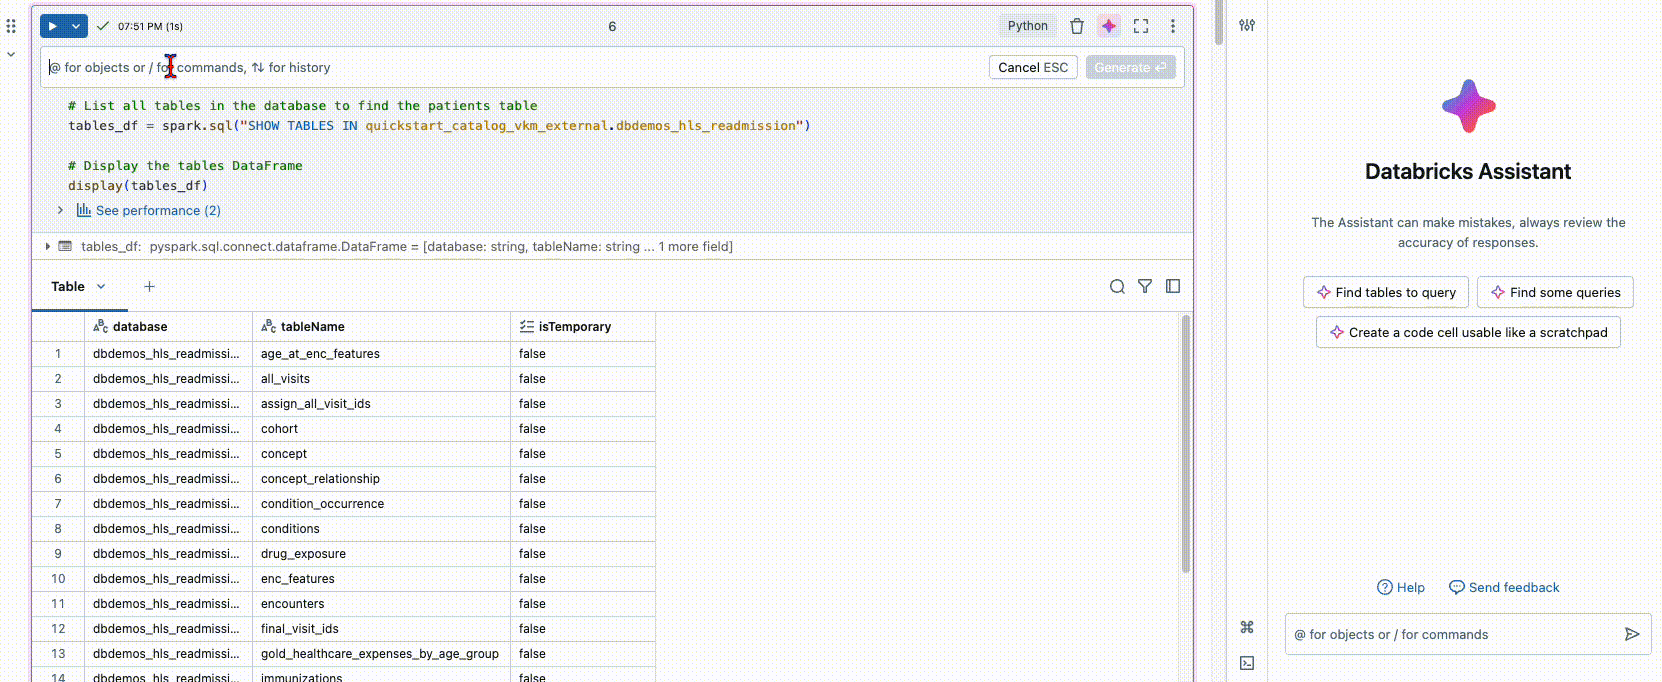 07:51 PM (1s)
6
Python
@ for objects or / for commands, ↑↓ for history
Cancel ESC
Generate
# List all tables in the database to find the patients table
tables_df = spark.sql("SHOW TABLES IN quickstart_catalog_vkm_external.dbdemos_hls_readmission")
# Display the tables DataFrame
display(tables_df)
See performance (2)
tables_df: pyspark.sql.connect.dataframe.DataFrame = [database: string, tableName: string ... 1 more field]
Table
database tableName isTemporary
1 dbdemos_hls_readmissi... age_at_enc_features false
2 dbdemos_hls_readmissi... all_visits false
3 dbdemos_hls_readmissi... assign_all_visit_ids false
4 dbdemos_hls_readmissi... cohort false
5 dbdemos_hls_readmissi... concept false
6 dbdemos_hls_readmissi... concept_relationship false
7 dbdemos_hls_readmissi... condition_occurrence false
8 dbdemos_hls_readmissi... conditions false
9 dbdemos_hls_readmissi... drug_exposure false
10 dbdemos_hls_readmissi... enc_features false
11 dbdemos_hls_readmissi... encounters false
12 dbdemos_hls_readmissi... final_visit_ids false
13 dbdemos_hls_readmissi... gold_healthcare_expenses_by_age_group false
14 dbdemos_hls_readmissi... immunizations false
Databricks Assistant
The Assistant can make mistakes, always review the
accuracy of responses.
Find tables to query
Find some queries
Create a code cell usable like a scratchpad
Help
Send feedback
@ for objects or / for commands